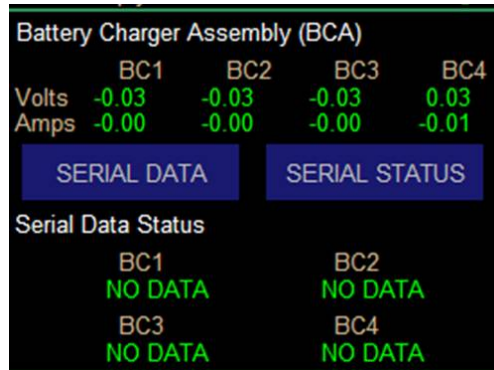 Battery Charger Assembly (BCA)
BC1 BC2 BC3 BC4
Volts -0.03 -0.03 -0.03 0.03
Amps -0.00 -0.00 -0.00 -0.01
SERIAL DATA SERIAL STATUS
Serial Data Status
BC1 BC2
NO DATA NO DATA
BC3 BC4
NO DATA NO DATA